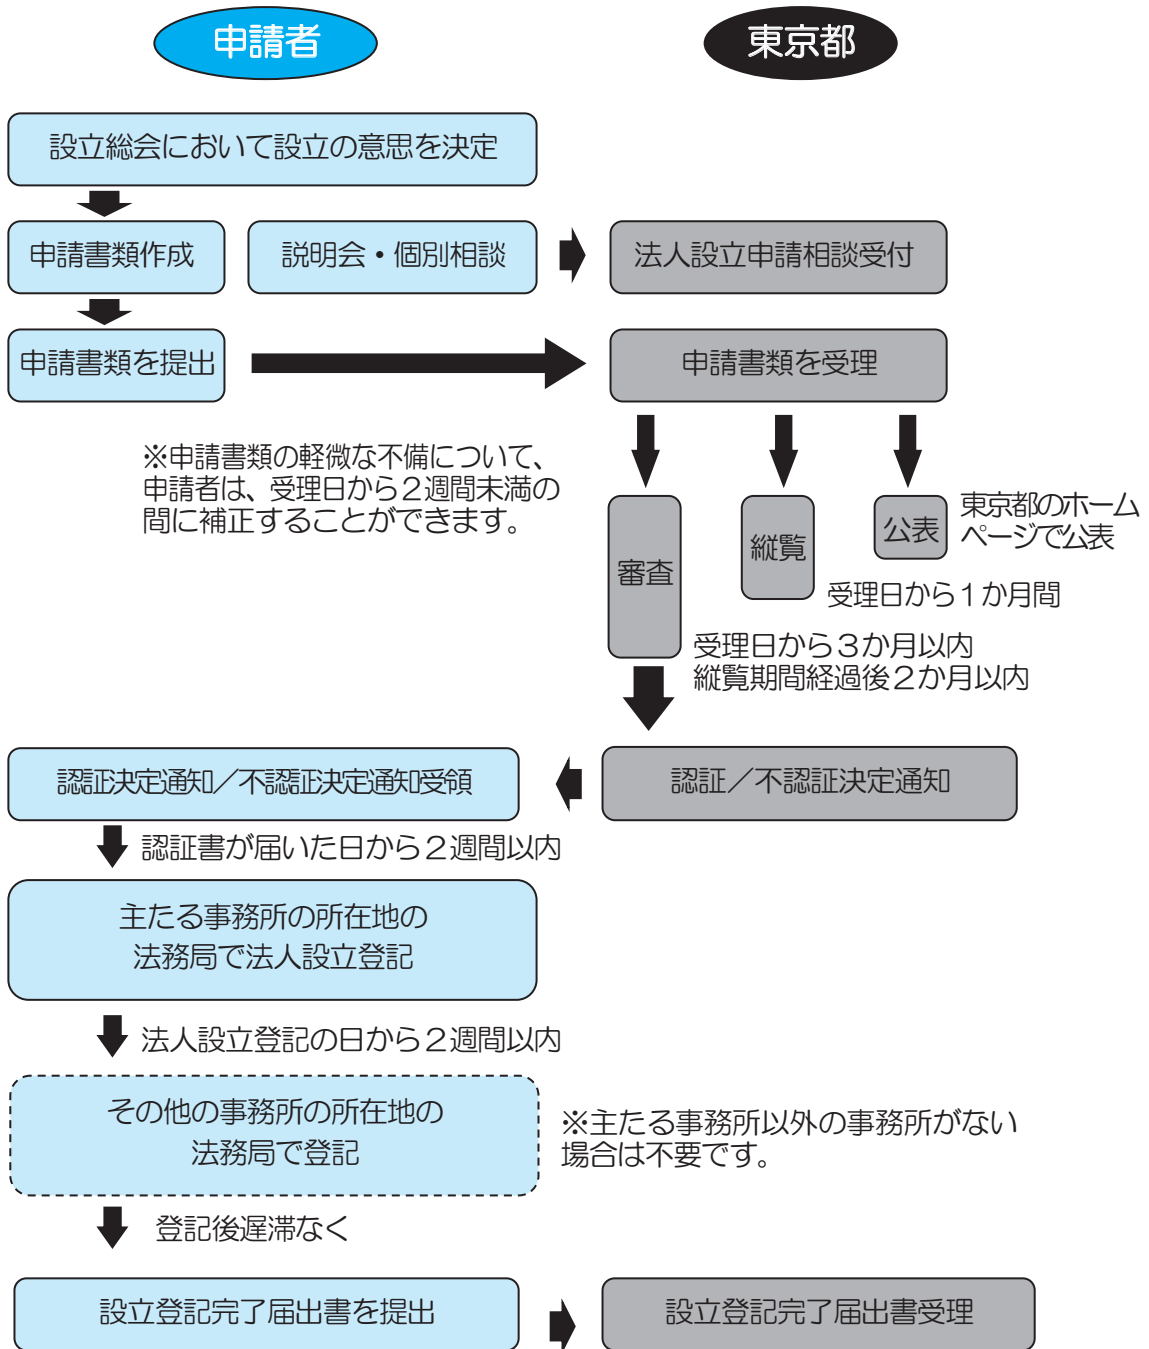 申請者
東京都
設立総会において設立の意思を決定
申請書類作成
説明会・個別相談
法人設立申請相談受付
申請書類を提出
申請書類を受理
※申請書類の軽微な不備について、
申請者は、受理日から２週間未満の
間に補正することができます。
審査
縦覧
公表
東京都のホーム
ページで公表
受理日から１か月間
受理日から３か月以内
縦覧期間経過後２か月以内
認証決定通知／不認証決定通知受領
認証／不認証決定通知
認証書が届いた日から２週間以内
主たる事務所の所在地の
法務局で法人設立登記
法人設立登記の日から２週間以内
その他の事務所の所在地の
法務局で登記
※主たる事務所以外の事務所がない
場合は不要です。
登記後遅滞なく
設立登記完了届出書を提出
設立登記完了届出書受理